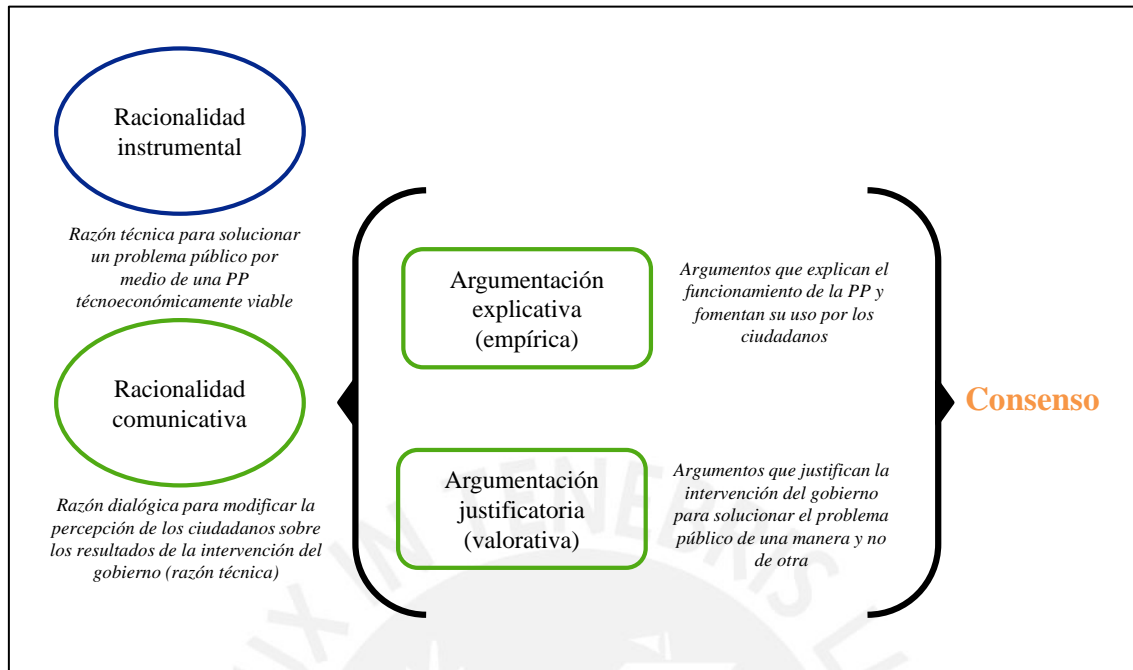 Racionalidad
instrumental
Razón técnica para solucionar
un problema público por
medio de una PP
técnoeconómicamente viable
Racionalidad
comunicativa
Razón dialógica para modificar la
percepción de los ciudadanos sobre
los resultados de la intervención del
gobierno (razón técnica)
Argumentación
explicativa
(empírica)
Argumentos que explican el
funcionamiento de la PP y
fomentan su uso por los
ciudadanos
Argumentación
justificatoria
(valorativa)
Argumentos que justifican la
intervención del gobierno
para solucionar el problema
público de una manera y no
de otra
Consenso
IN TENEBRIS